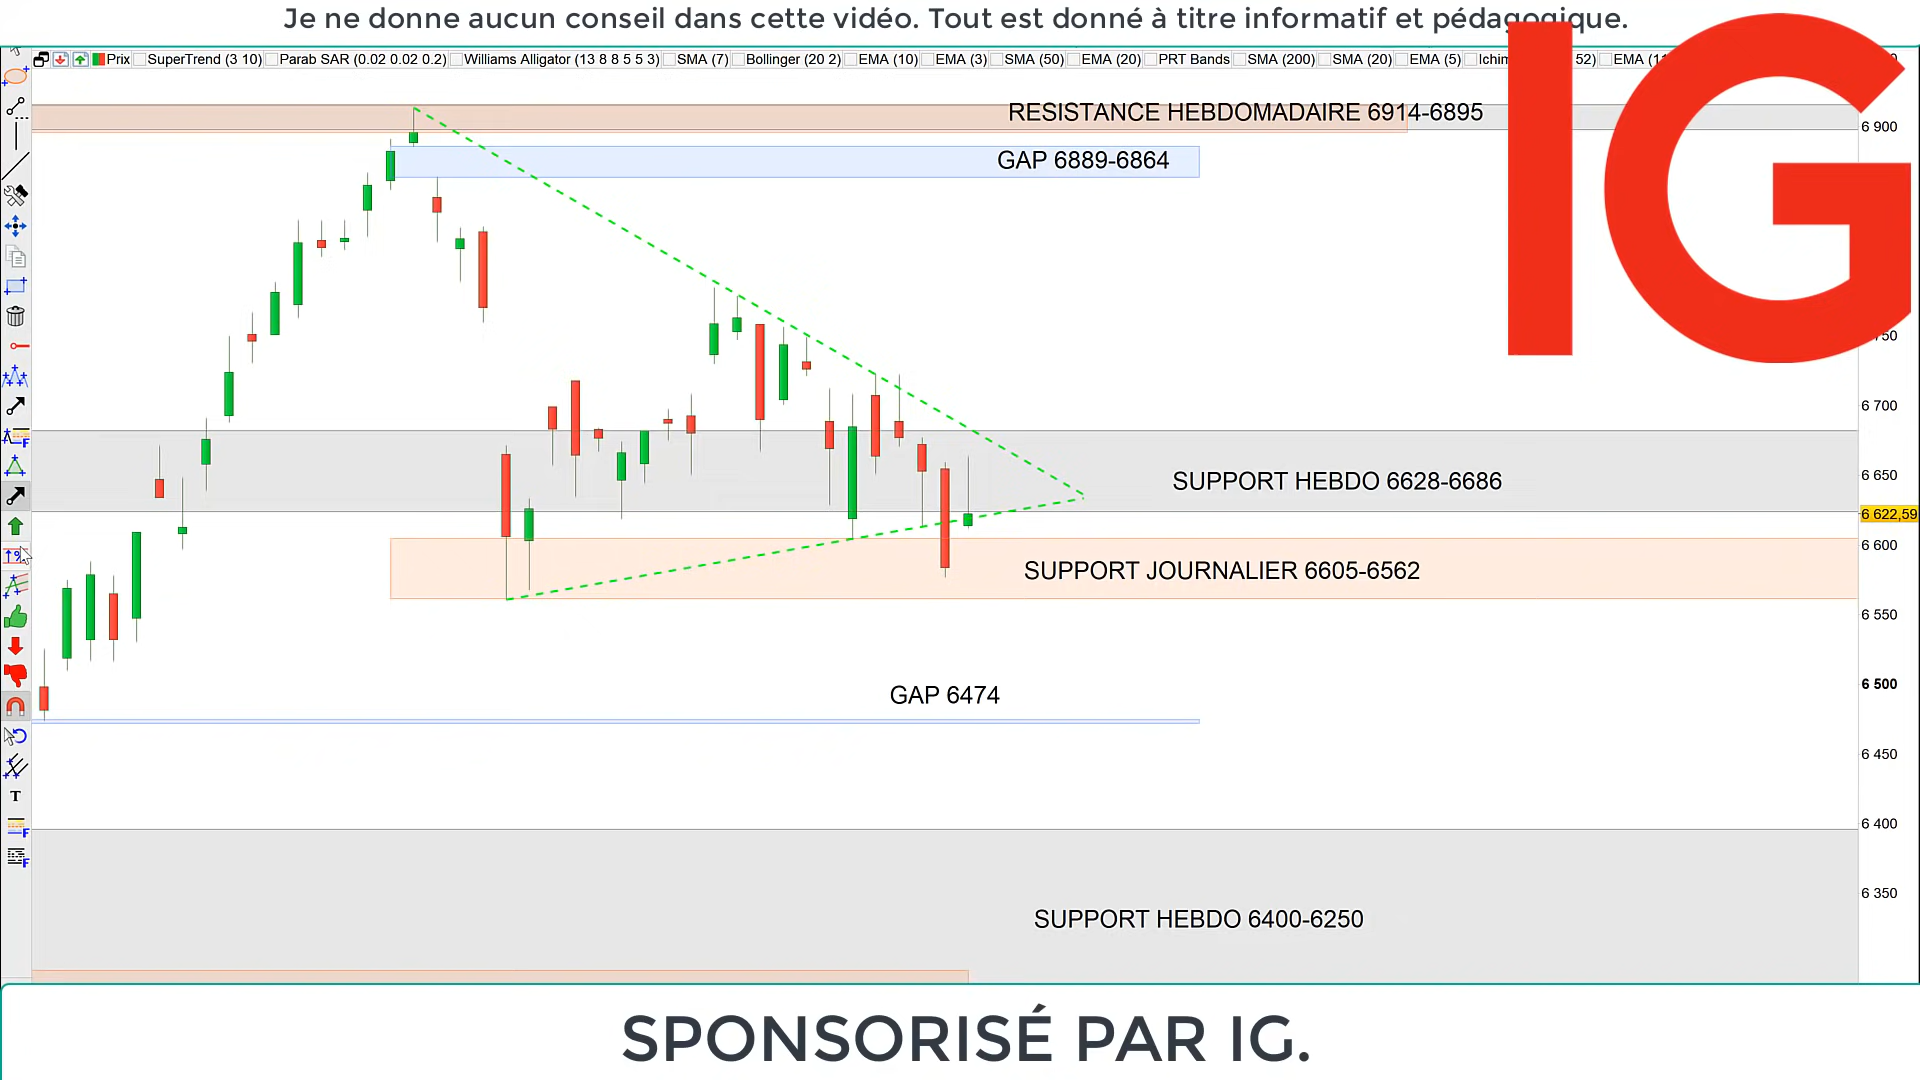 Je ne donne aucun conseil dans cette vidéo. Tout est donné à titre informatif et pédagogique.
Prix SuperTrend (3 10) Parab SAR (0.02 0.02 0.2) Williams Alligator (13 8 8 5 5 3) SMA (7) Bollinger (20 2) EMA (10) EMA (3) SMA (50) EMA (20) PRT Bands SMA (200) SMA (20) EMA (5) 52) EMA
IG
RESISTANCE HEBDOMADAIRE 6914-6895
6 900
GAP 6889-6864
6 700
SUPPORT HEBDO 6628-6686
6 650
6 622,59
6 600
SUPPORT JOURNALIER 6605-6562
6 550
GAP 6474
6 500
6 450
6 400
SUPPORT HEBDO 6400-6250
6 350
SPONSORISÉ PAR IG.